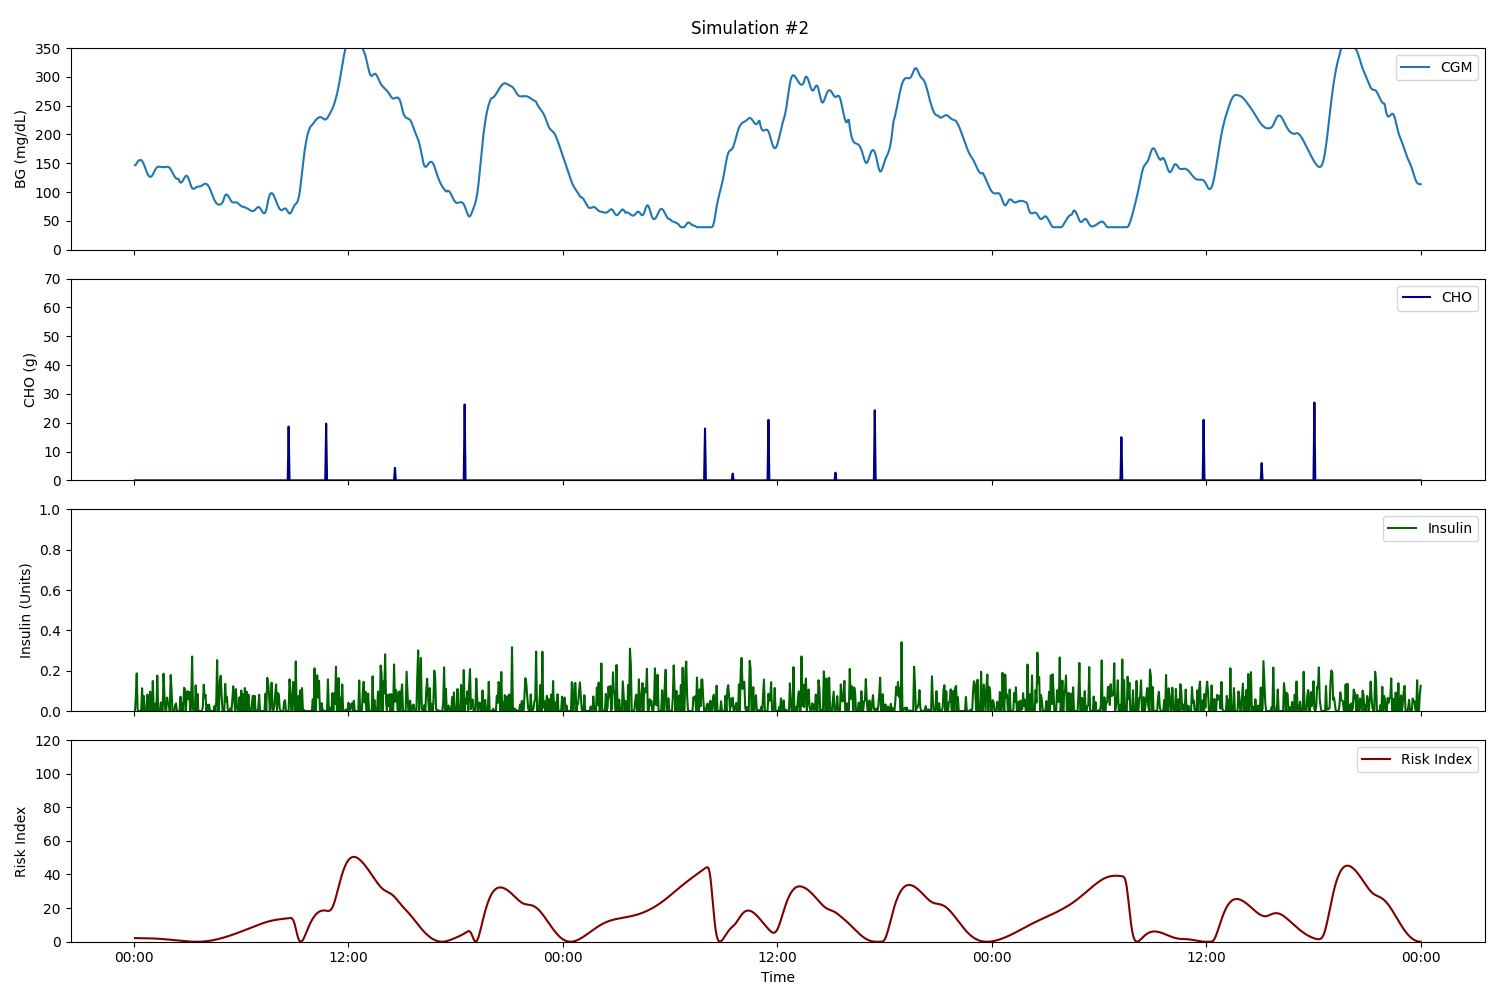 Simulation #2
350
300
250
200
150
100
50
0
BG (mg/dL)
CGM
70
60
50
40
30
20
10
0
CHO (g)
CHO
1.0
0.8
0.6
0.4
0.2
0.0
Insulin (Units)
Insulin
120
100
80
60
40
20
0
Risk Index
Risk Index
00:00 12:00 00:00 12:00 00:00 12:00 00:00
Time